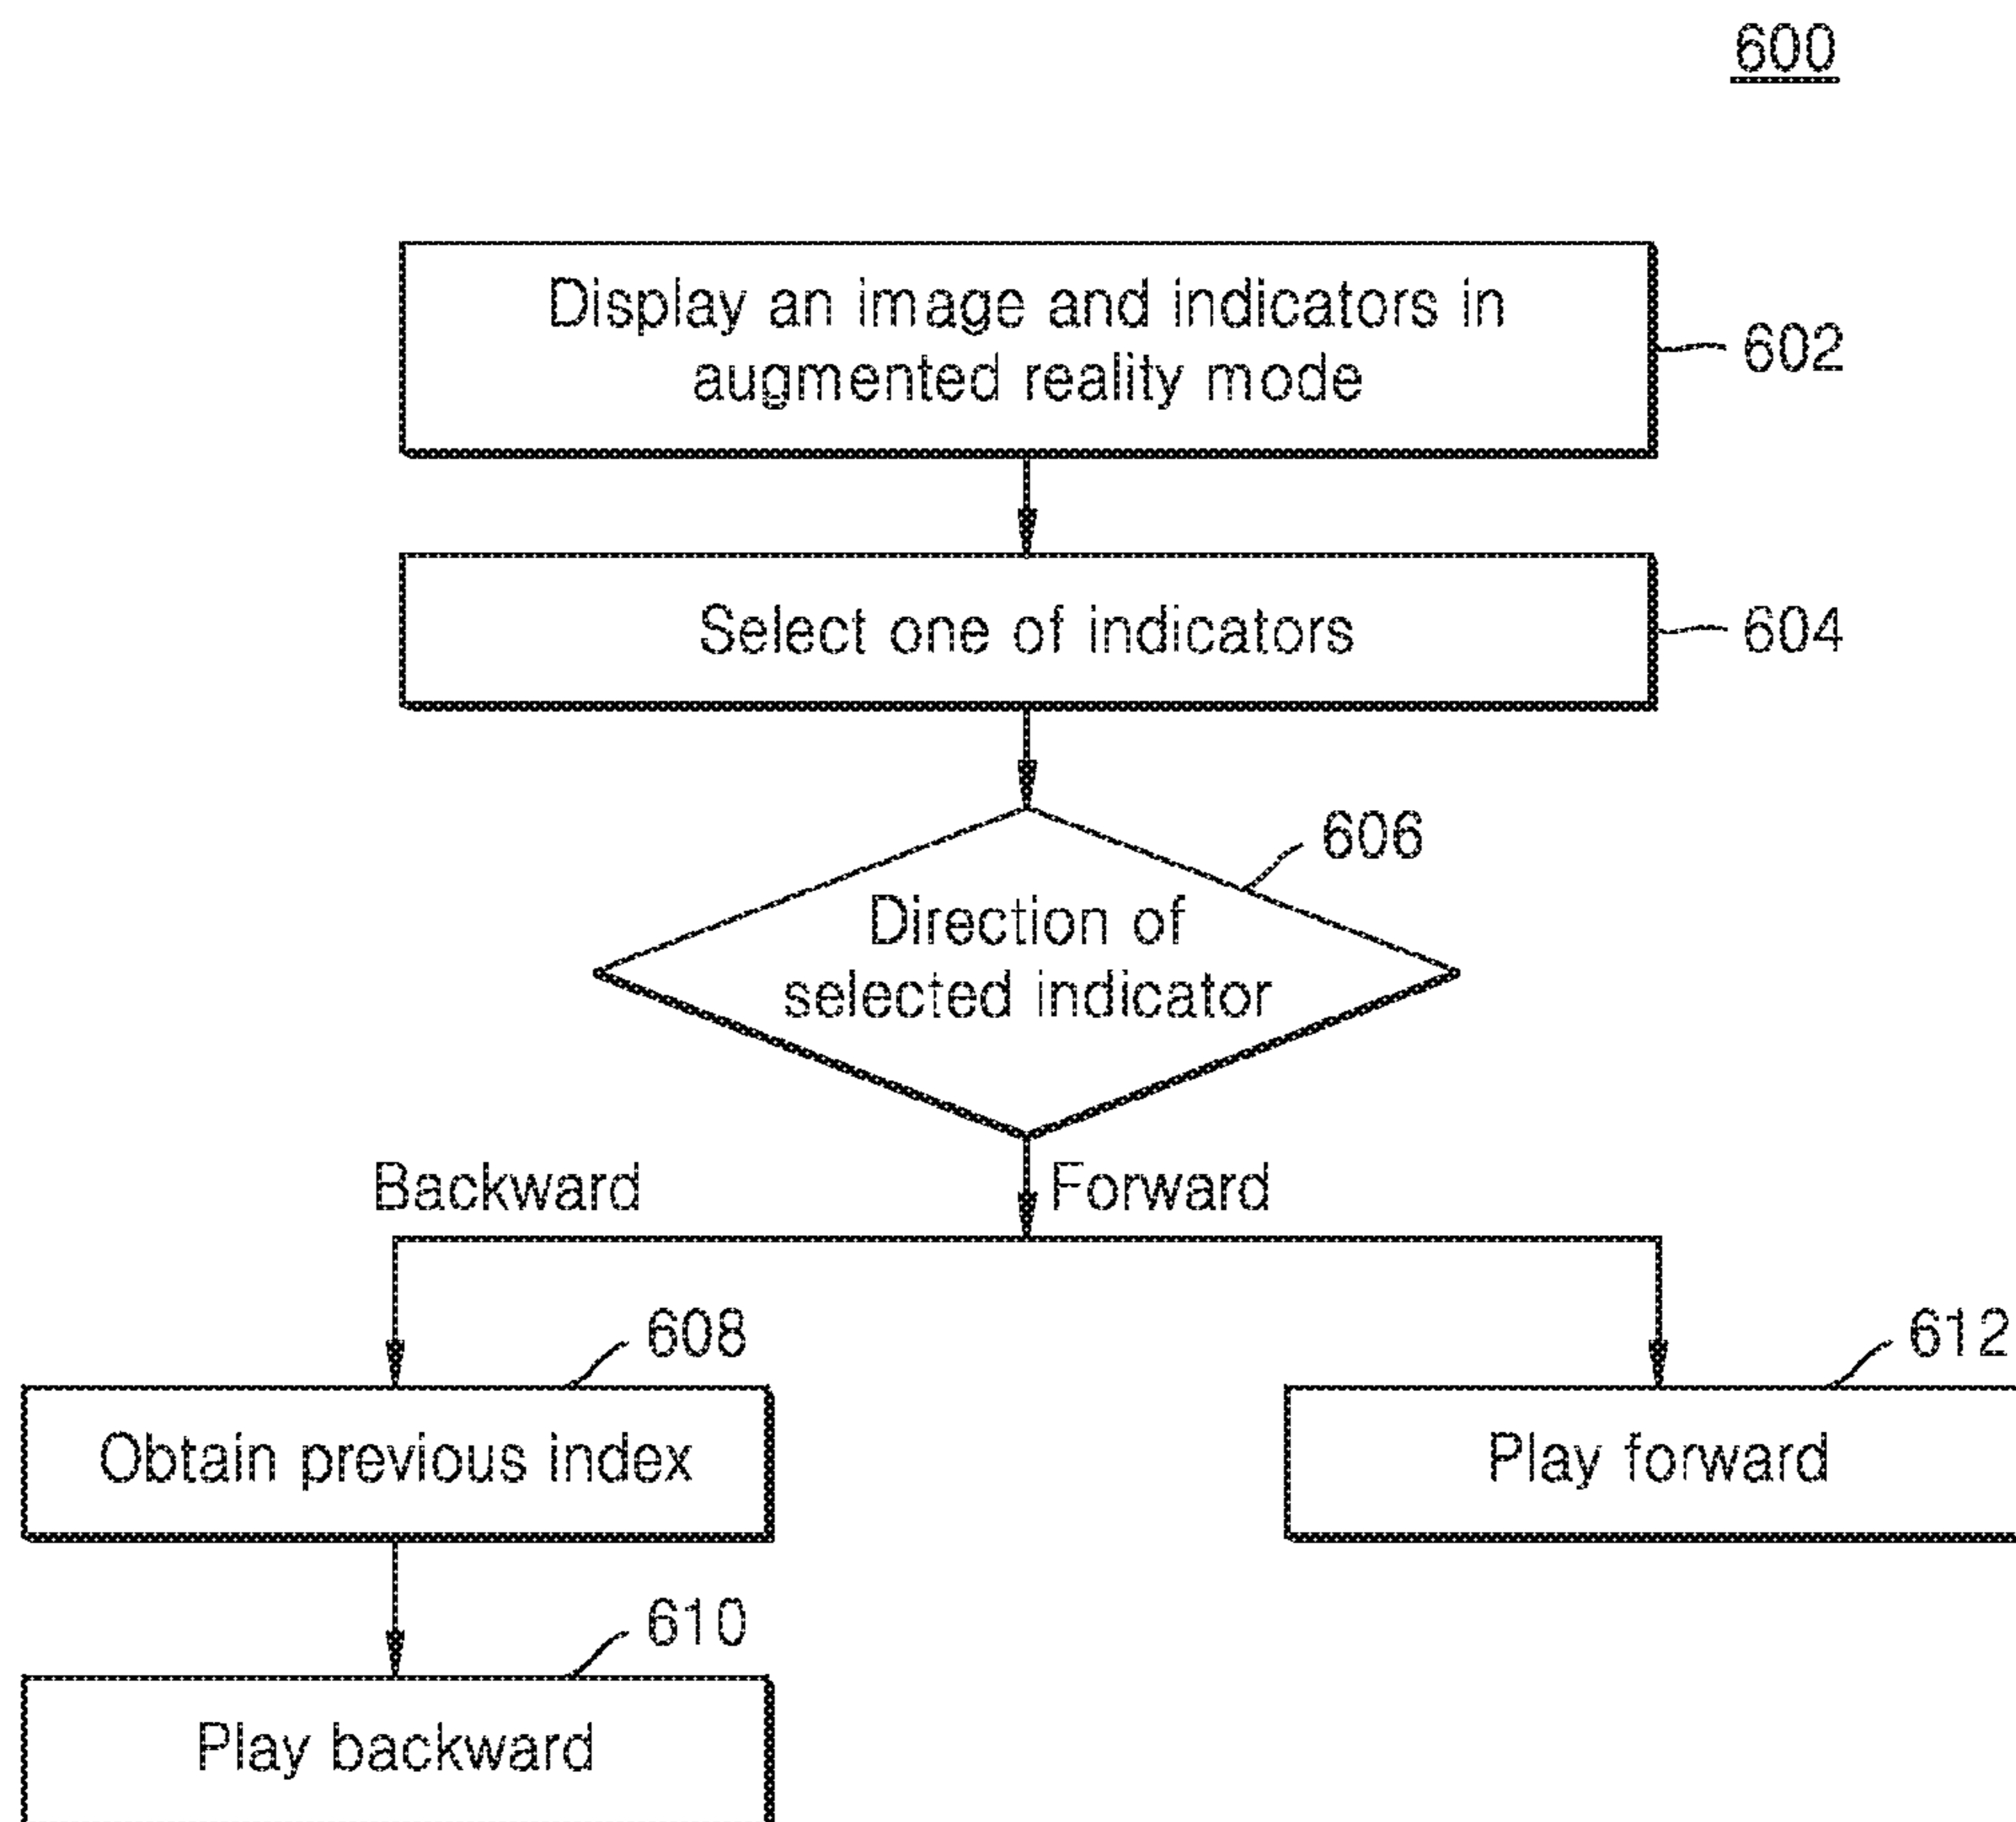 600
Display an image and indicators in
augmented reality mode
602
Select one of indicators
604
606
Direction of
selected indicator
Backward
Forward
608
612
Obtain previous index
Play forward
610
Play backward